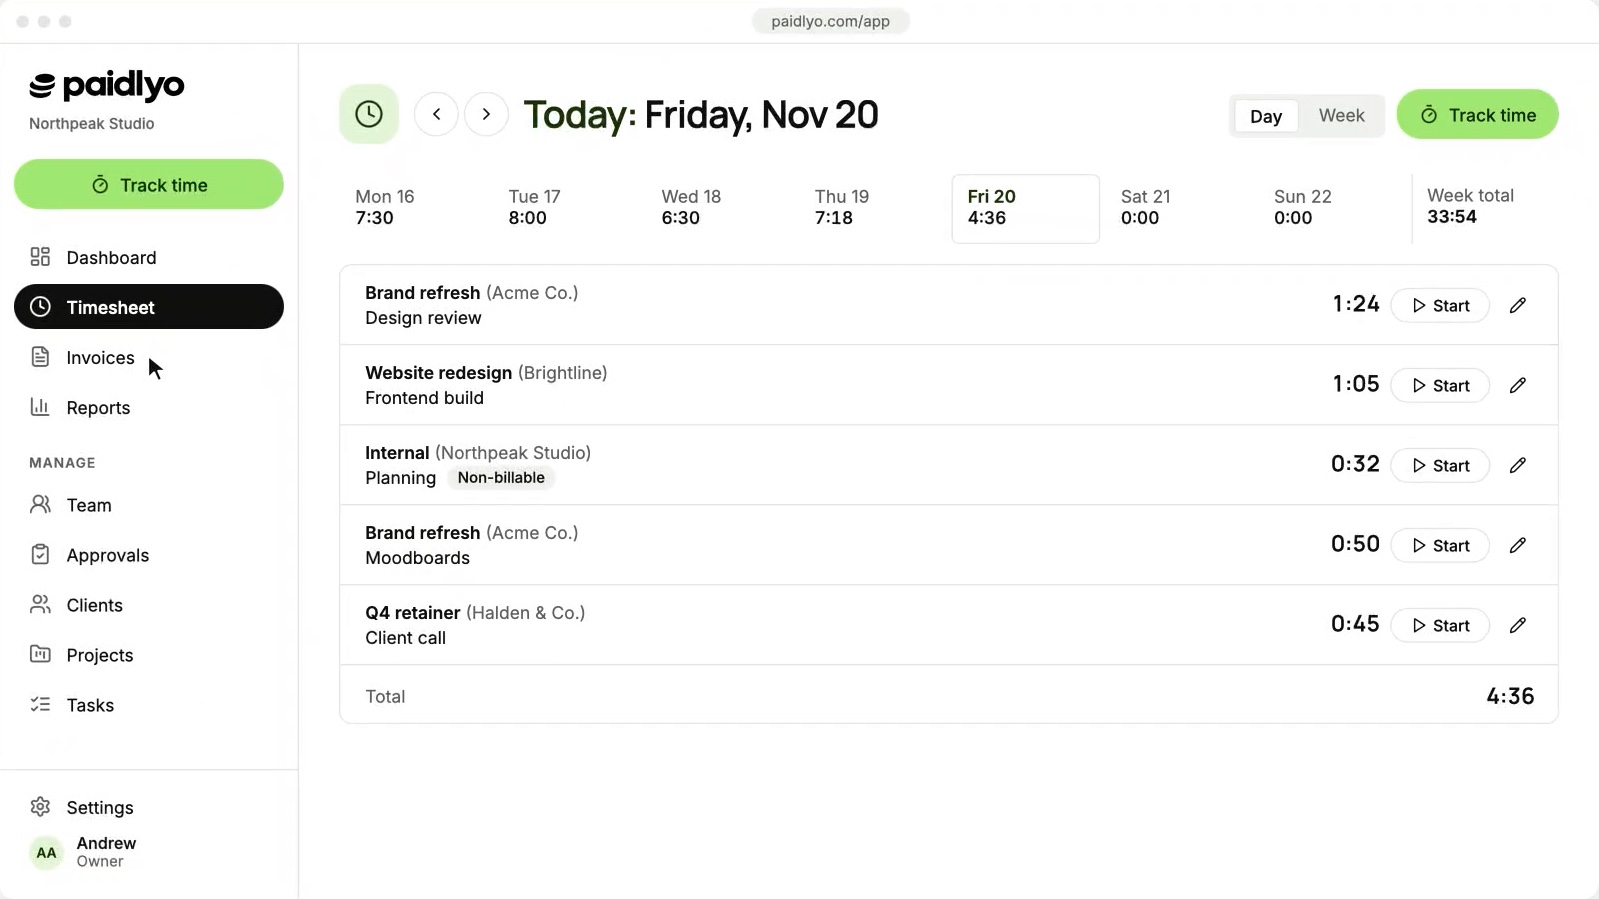 paidlyo.com/app
paidlyo
Northpeak Studio
Track time
Dashboard
Timesheet
Invoices
Reports
MANAGE
Team
Approvals
Clients
Projects
Tasks
Settings
AA
Andrew
Owner
Today: Friday, Nov 20
Day Week
Track time
Mon 16
7:30
Tue 17
8:00
Wed 18
6:30
Thu 19
7:18
Fri 20
4:36
Sat 21
0:00
Sun 22
0:00
Week total
33:54
Brand refresh (Acme Co.)
Design review
1:24 Start
Website redesign (Brightline)
Frontend build
1:05 Start
Internal (Northpeak Studio)
Planning Non-billable
0:32 Start
Brand refresh (Acme Co.)
Moodboards
0:50 Start
Q4 retainer (Halden & Co.)
Client call
0:45 Start
Total 4:36